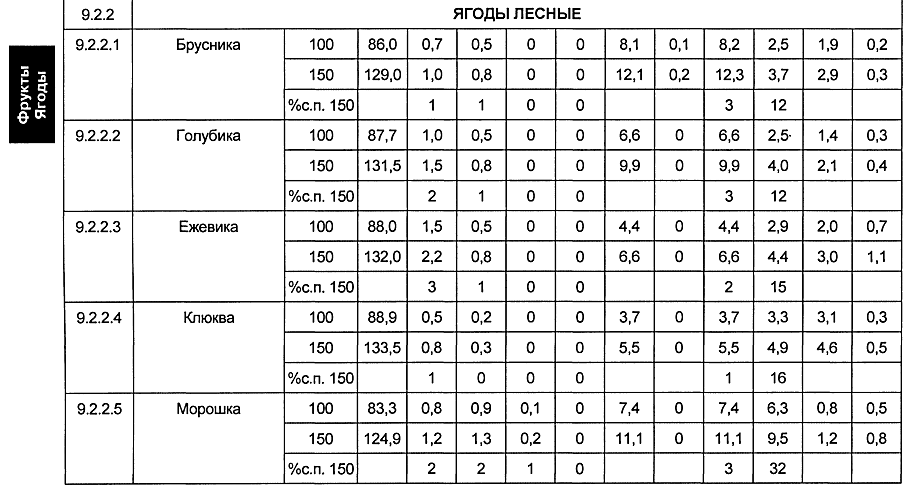 9.2.2 ЯГОДЫ ЛЕСНЫЕ
Фрукты
Ягоды
9.2.2.1 Брусника 100 86,0 0,7 0,5 0 0 8,1 0,1 8,2 2,5 1,9 0,2
150 129,0 1,0 0,8 0 0 12,1 0,2 12,3 3,7 2,9 0,3
%с.п. 150 1 1 0 0 3 12
9.2.2.2 Голубика 100 87,7 1,0 0,5 0 0 6,6 0 6,6 2,5 1,4 0,3
150 131,5 1,5 0,8 0 0 9,9 0 9,9 4,0 2,1 0,4
%с.п. 150 2 1 0 0 3 12
9.2.2.3 Ежевика 100 88,0 1,5 0,5 0 0 4,4 0 4,4 2,9 2,0 0,7
150 132,0 2,2 0,8 0 0 6,6 0 6,6 4,4 3,0 1,1
%с.п. 150 3 1 0 0 2 15
9.2.2.4 Клюква 100 88,9 0,5 0,2 0 0 3,7 0 3,7 3,3 3,1 0,3
150 133,5 0,8 0,3 0 0 5,5 0 5,5 4,9 4,6 0,5
%с.п. 150 1 0 0 0 1 16
9.2.2.5 Морошка 100 83,3 0,8 0,9 0,1 0 7,4 0 7,4 6,3 0,8 0,5
150 124,9 1,2 1,3 0,2 0 11,1 0 11,1 9,5 1,2 0,8
%с.п. 150 2 2 1 0 3 32